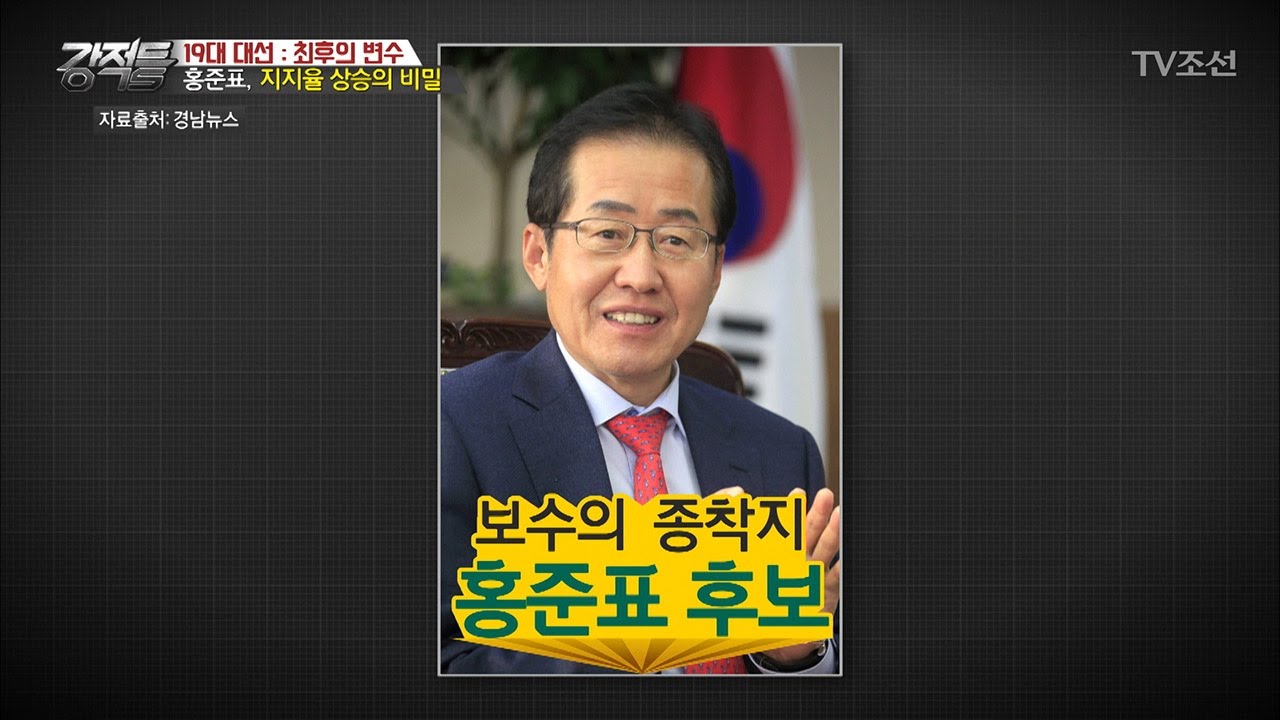 강적들
19대 대선 : 최후의 변수
홍준표, 지지율 상승의 비밀
자료출처: 경남뉴스
TV조선
보수의 종착지
홍준표 후보